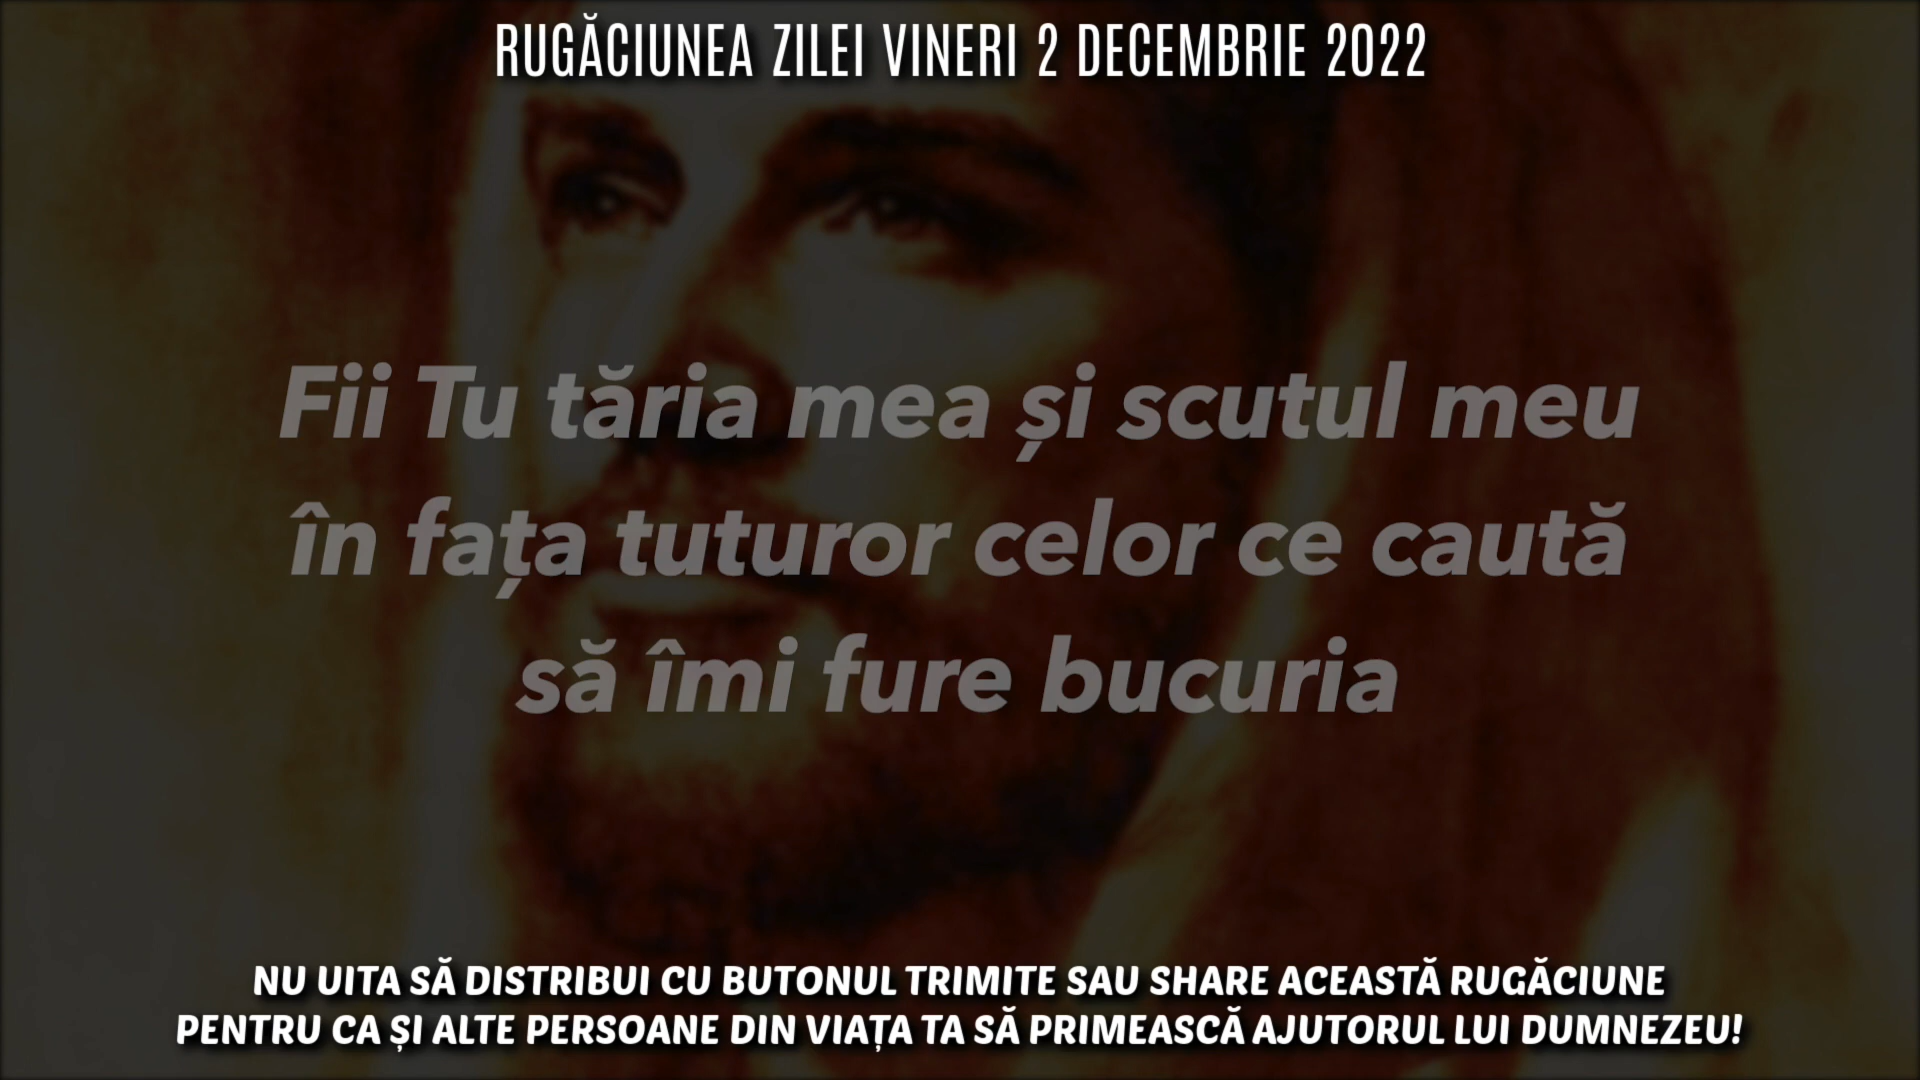 RUGĂCIUNEA ZILEI VINERI 2 DECEMBRIE 2022
Fii Tu tăria mea și scutul meu
în fața tuturor celor ce caută
să îmi fure bucuria
NU UITA SĂ DISTRIBUI CU BUTONUL TRIMITE SAU SHARE ACEASTĂ RUGĂCIUNE
PENTRU CA ȘI ALTE PERSOANE DIN VIAȚA TA SĂ PRIMEASCĂ AJUTORUL LUI DUMNEZEU!